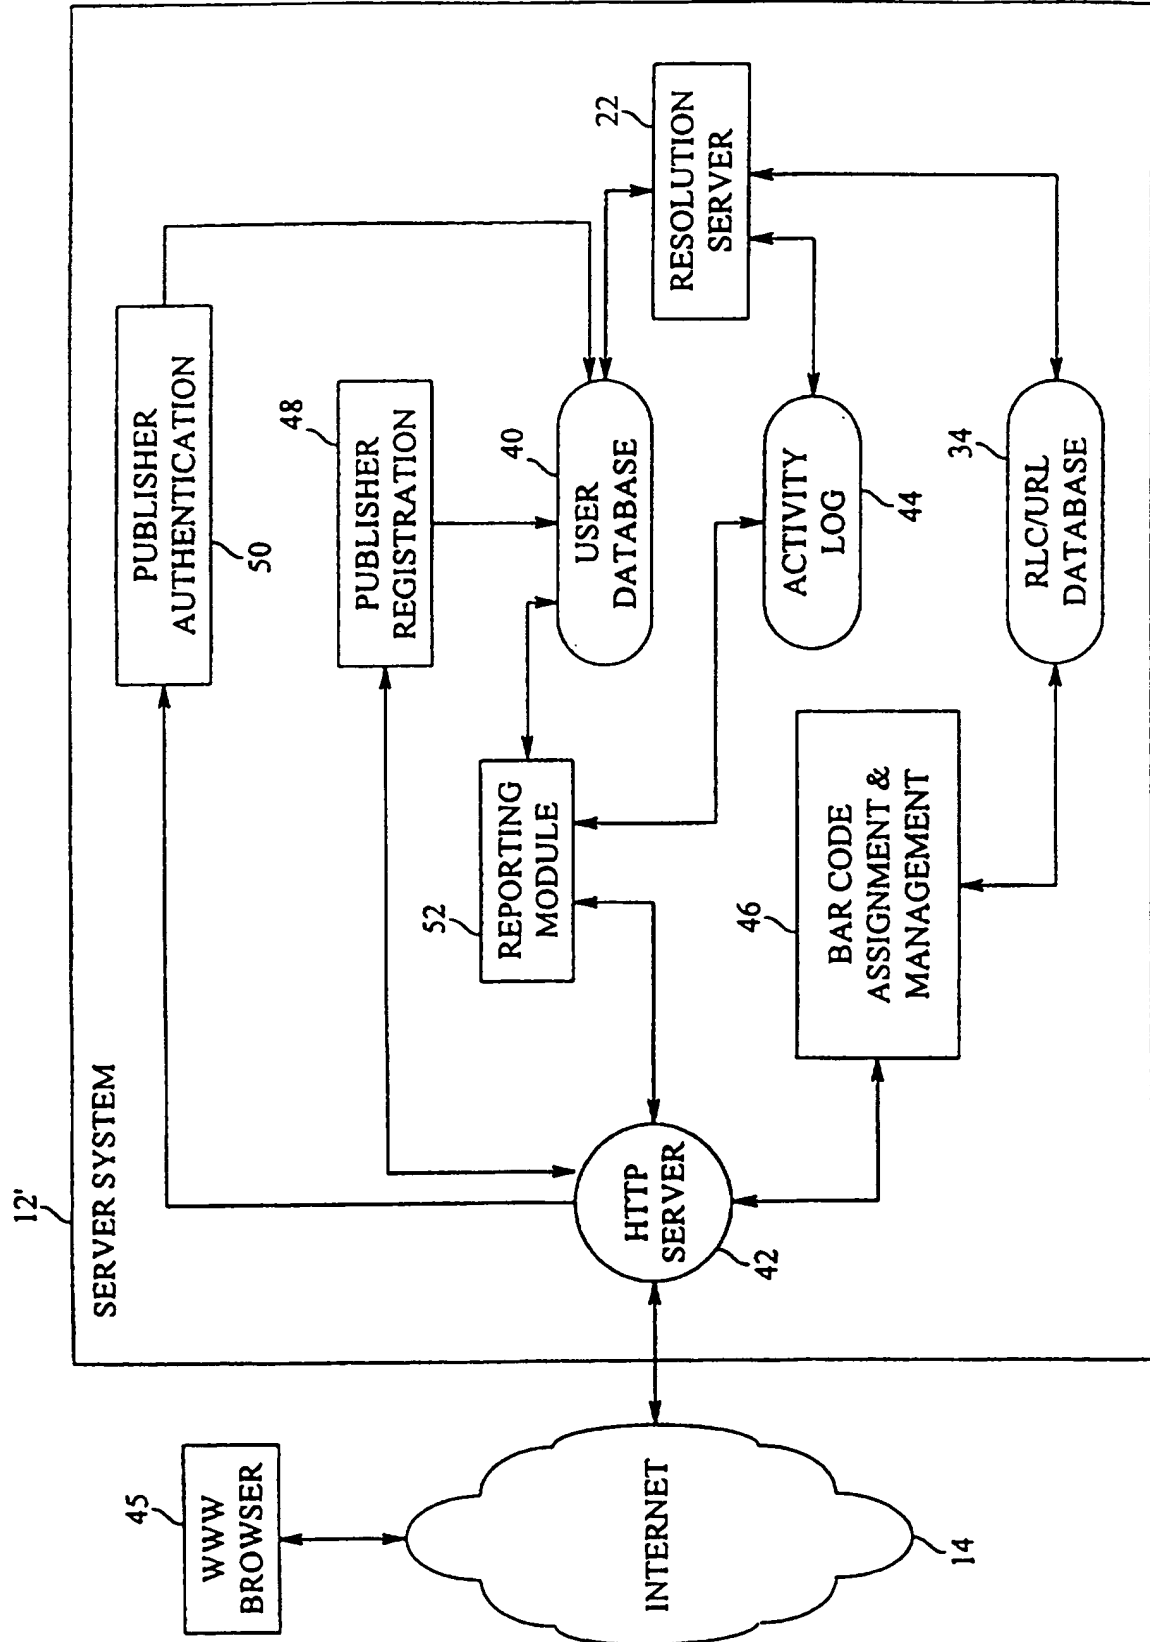 12'
SERVER SYSTEM
PUBLISHER
AUTHENTICATION
50
PUBLISHER
REGISTRATION
48
45
WWW
BROWSER
INTERNET
14
HTTP
SERVER
42
52
REPORTING
MODULE
40
USER
DATABASE
22
RESOLUTION
SERVER
ACTIVITY
LOG
44
46
BAR CODE
ASSIGNMENT &
MANAGEMENT
34
RLC/URL
DATABASE